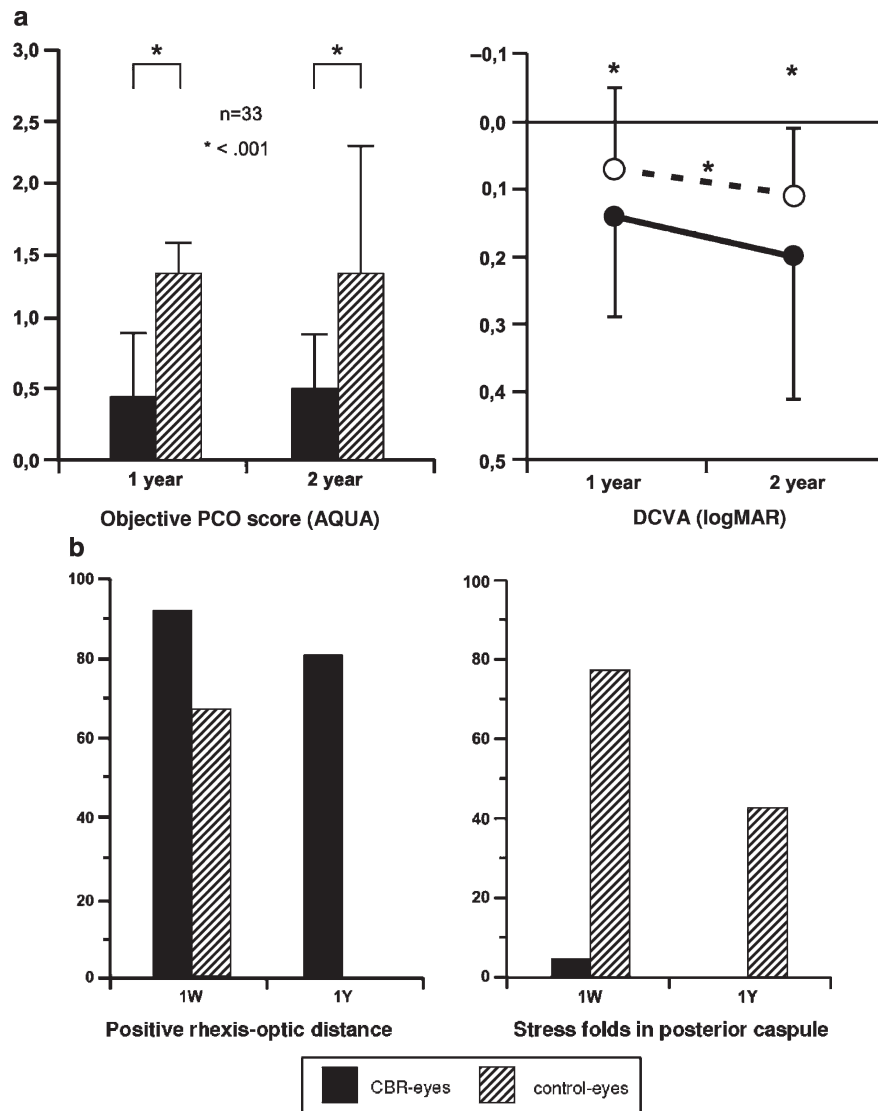 a
3,0
2,5
2,0
1,5
1,0
0,5
0,0
*
*
n=33
* < .001
1 year
2 year
Objective PCO score (AQUA)
–0,1
0,0
0,1
0,2
0,3
0,4
0,5
*
*
*
1 year
2 year
DCVA (logMAR)
b
100
80
60
40
20
0
1W
1Y
Positive rhexis-optic distance
100
80
60
40
20
0
1W
1Y
Stress folds in posterior caspule
CBR-eyes
control-eyes